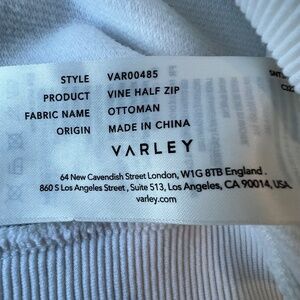 STYLE VAR00485
PRODUCT VINE HALF ZIP
FABRIC NAME OTTOMAN
ORIGIN MADE IN CHINA
VARLEY
64 New Cavendish Street London, W1G 8TB England.
860 S Los Angeles Street, Suite 513, Los Angeles, CA 90014, USA
varley.com